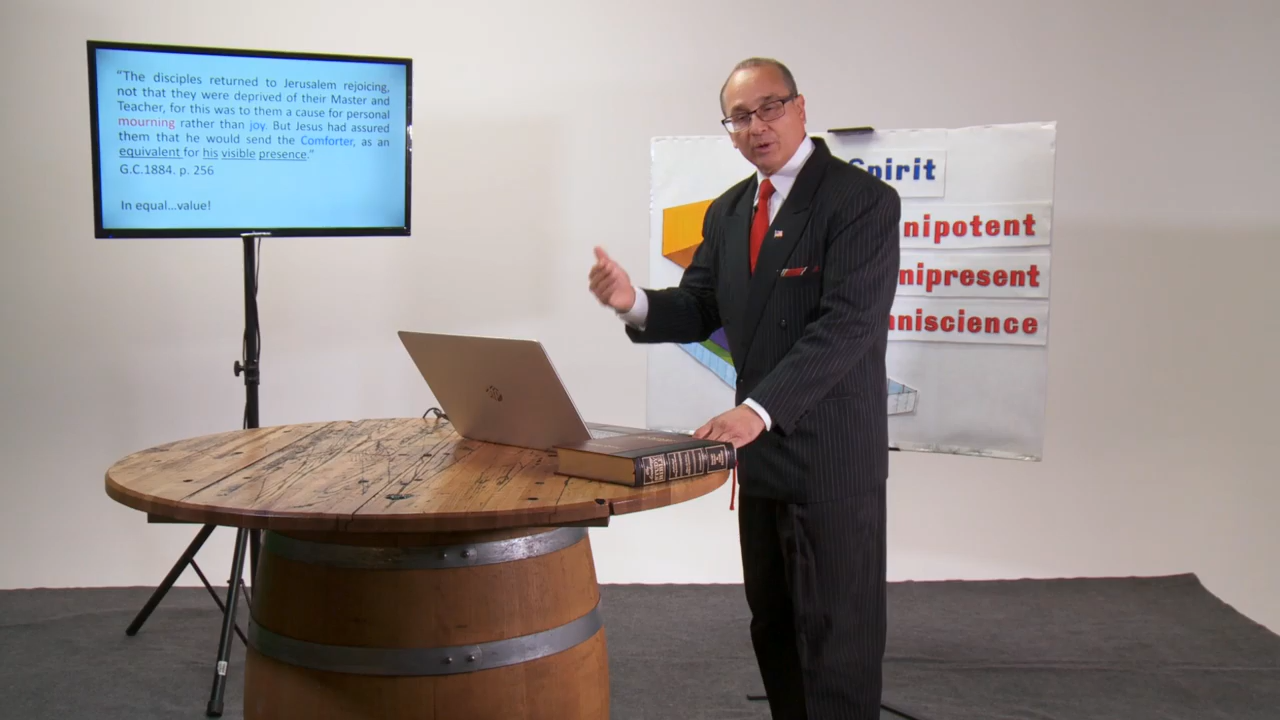 “The disciples returned to Jerusalem rejoicing,
not that they were deprived of their Master and
Teacher, for this was to them a cause for personal
mourning rather than joy. But Jesus had assured
them that he would send the Comforter, as an
equivalent for his visible presence.”
G.C.1884. p. 256
In equal...value!
Spirit
nipotent
nipresent
niscience
hp